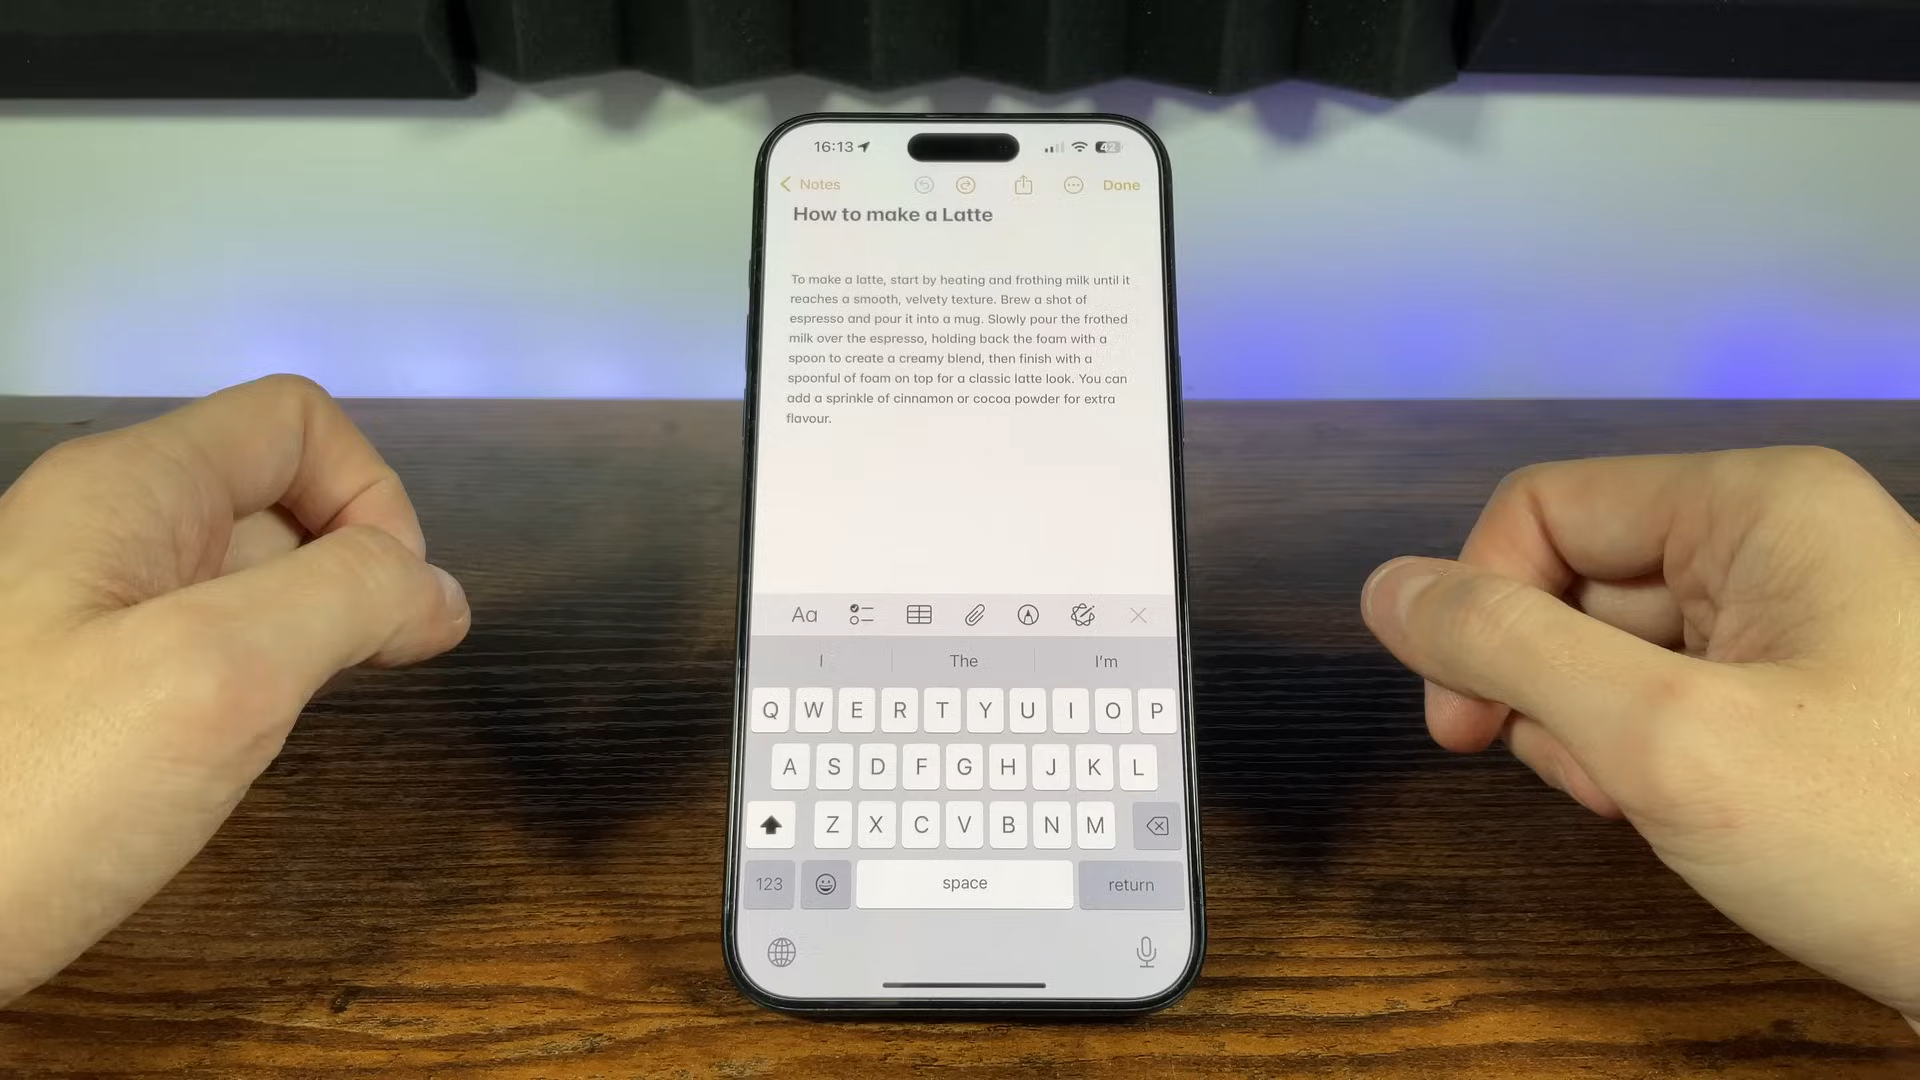 16:13
42
Notes
Done
How to make a Latte
To make a latte, start by heating and frothing milk until it
reaches a smooth, velvety texture. Brew a shot of
espresso and pour it into a mug. Slowly pour the frothed
milk over the espresso, holding back the foam with a
spoon to create a creamy blend, then finish with a
spoonful of foam on top for a classic latte look. You can
add a sprinkle of cinnamon or cocoa powder for extra
flavour.
Aa
I The I'm
Q W E R T Y U I O P
A S D F G H J K L
Z X C V B N M
123 space return